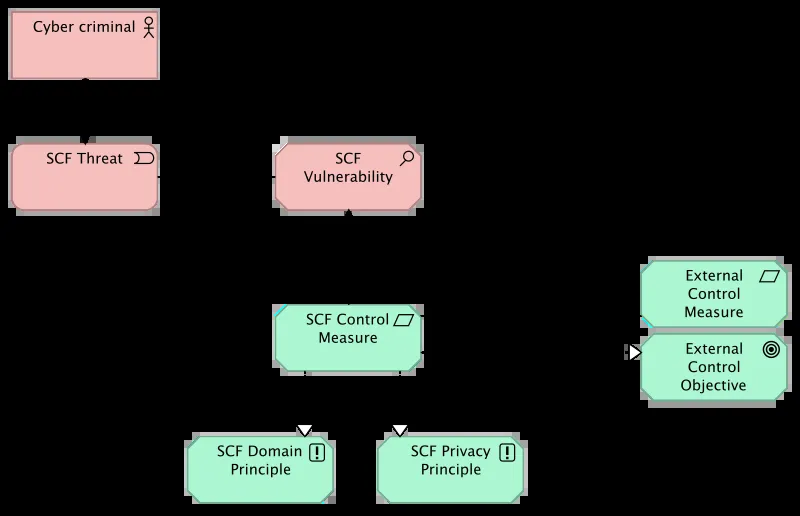 Cyber criminal
SCF Threat
SCF
Vulnerability
External
Control
Measure
SCF Control
Measure
External
Control
Objective
SCF Domain
Principle
SCF Privacy
Principle